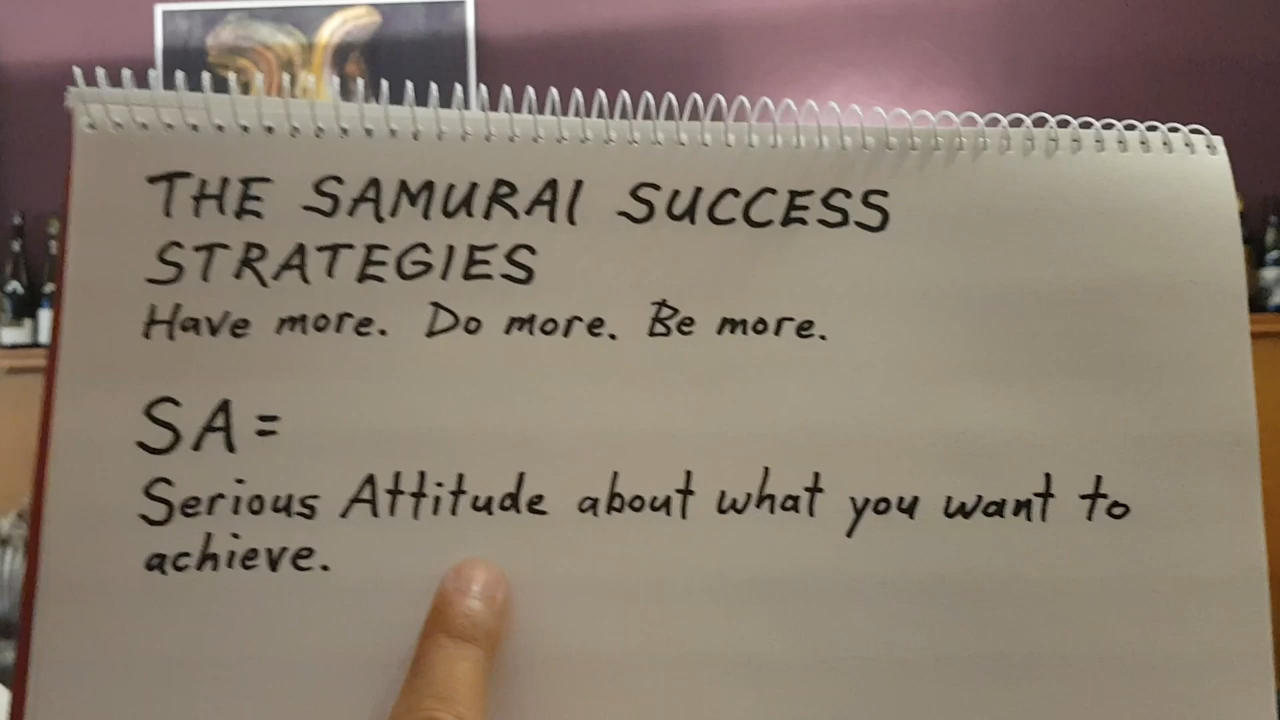 THE SAMURAI SUCCESS
STRATEGIES
Have more. Do more. Be more.
SA =
Serious Attitude about what you want to
achieve.